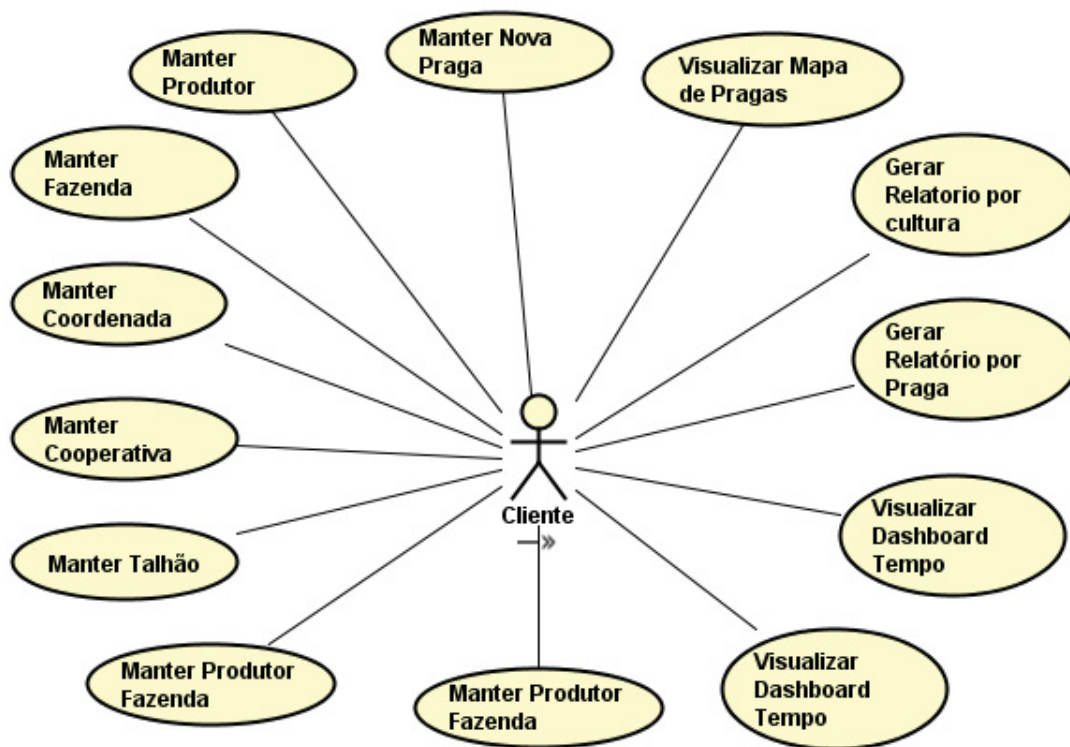 Manter
Produtor
Manter Nova
Praga
Visualizar Mapa
de Pragas
Manter
Fazenda
Gerar
Relatorio por
cultura
Manter
Coordenada
Gerar
Relatório por
Praga
Manter
Cooperativa
Cliente
Visualizar
Dashboard
Tempo
Manter Talhão
Manter Produtor
Fazenda
Manter Produtor
Fazenda
Visualizar
Dashboard
Tempo